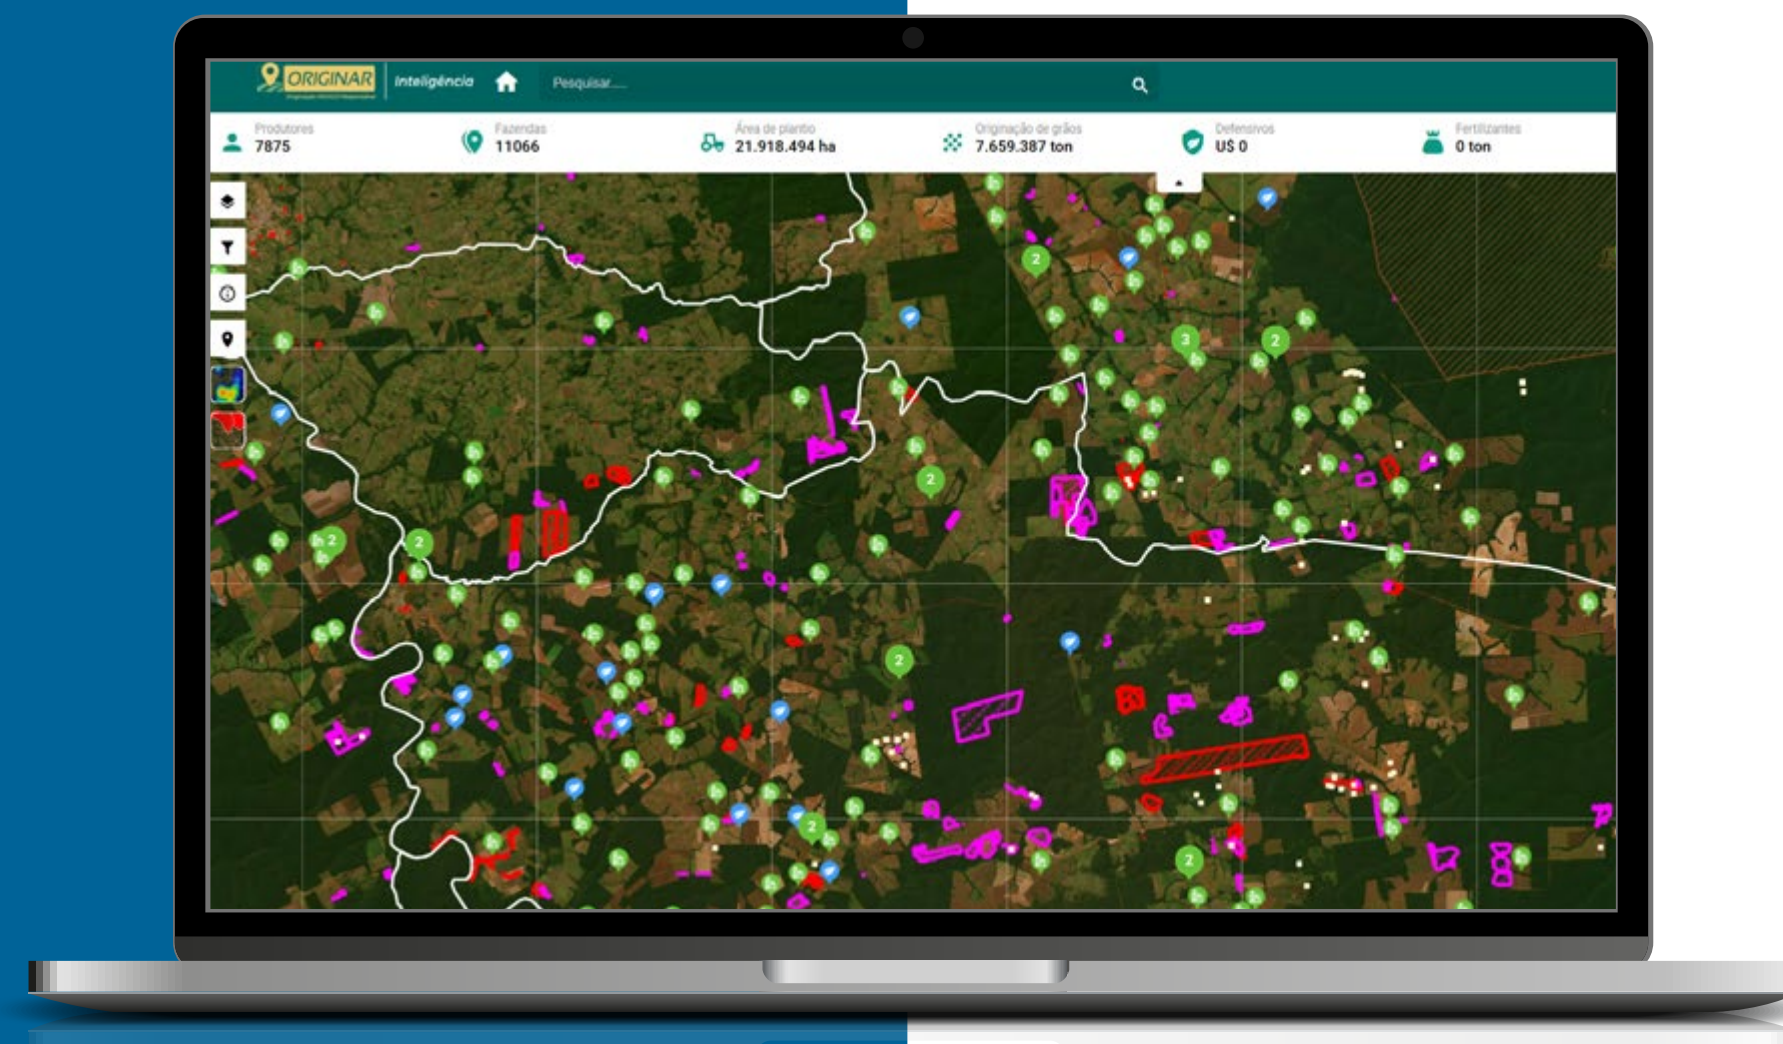 ORIGINAR
Inteligência
Pesquisar.....
Produtores
7875
Fazendas
11066
Área de plantio
21.918.494 ha
Originação de grãos
7.659.387 ton
Defensivos
U$ 0
Fertilizantes
0 ton
2
3
2
2
2
2
2
2
2